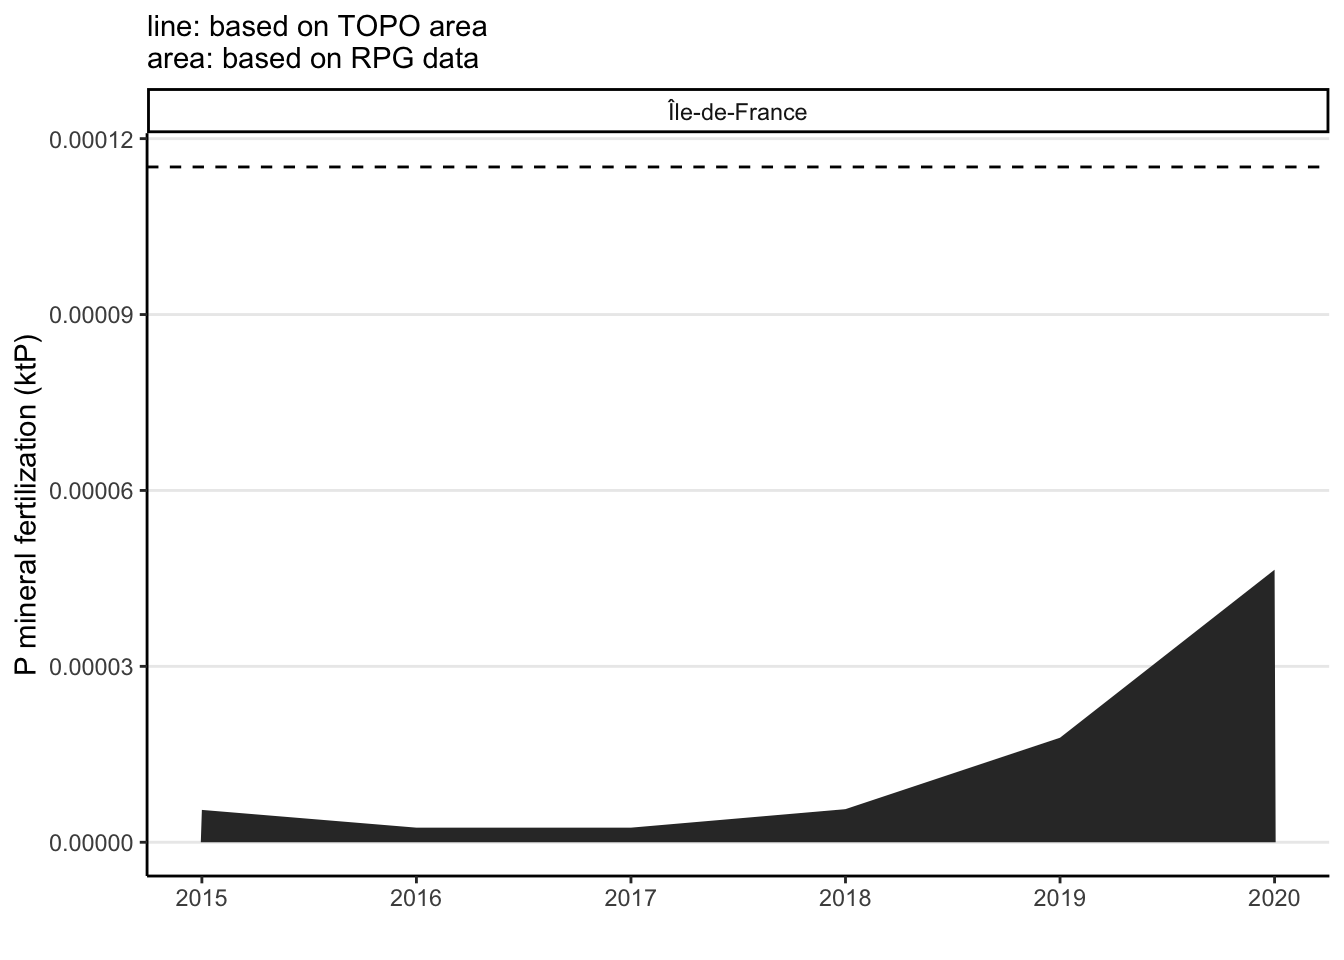 line: based on TOPO area
area: based on RPG data
Île-de-France
P mineral fertilization (ktP)
0.00012
0.00009
0.00006
0.00003
0.00000
2015 2016 2017 2018 2019 2020